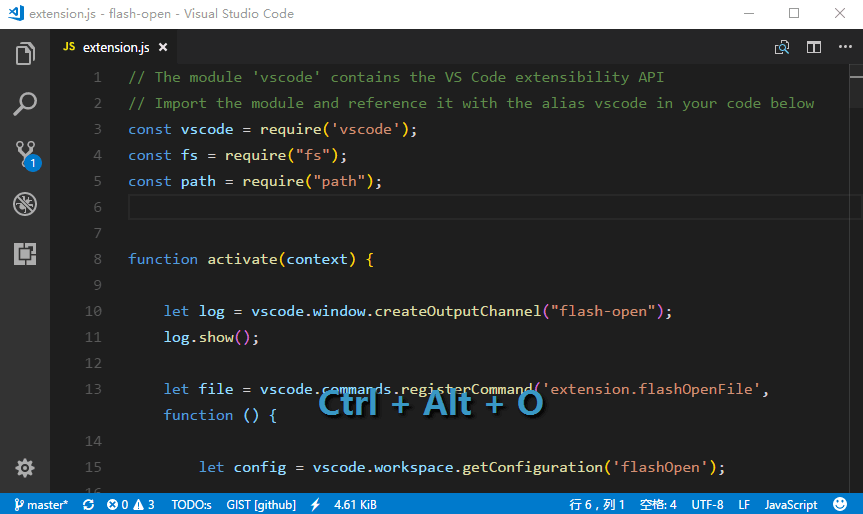 extension.js - flash-open - Visual Studio Code
JS extension.js ×
1 // The module 'vscode' contains the VS Code extensibility API
2 // Import the module and reference it with the alias vscode in your code below
3 const vscode = require('vscode');
4 const fs = require("fs");
5 const path = require("path");
6
7
8 function activate(context) {
9
10 let log = vscode.window.createOutputChannel("flash-open");
11 log.show();
12
13 let file = vscode.commands.registerCommand('extension.flashOpenFile',
function () {
Ctrl + Alt + O
14
15 let config = vscode.workspace.getConfiguration('flashOpen');
16
1
master* 0 3 TODO:s GIST [github] 4.61 KiB 行 6，列 1 空格: 4 UTF-8 LF JavaScript